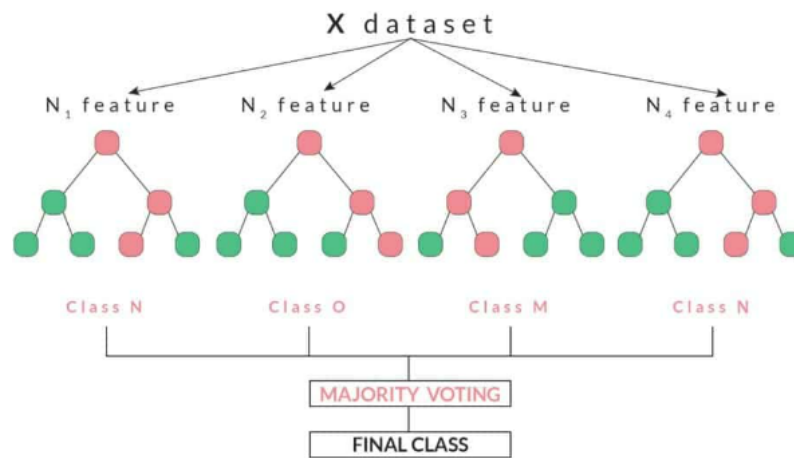 X dataset
N₁ feature N₂ feature N₃ feature N₄ feature
Class N Class O Class M Class N
MAJORITY VOTING
FINAL CLASS